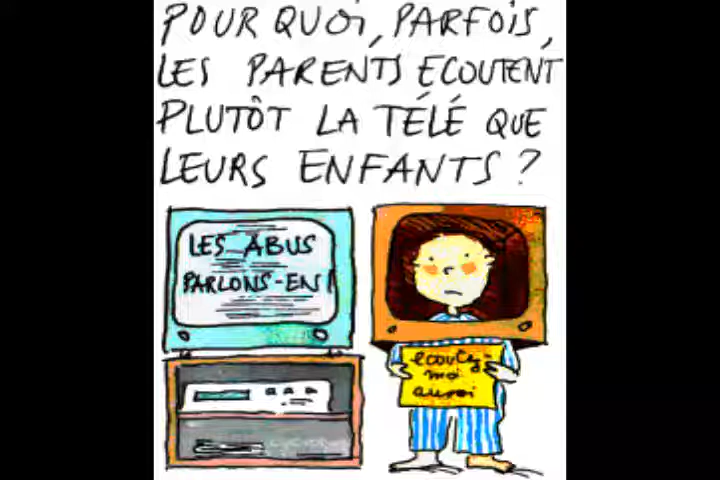 POURQUOI, PARFOIS,
LES PARENTS ECOUTENT
PLUTÔT LA TÉLÉ QUE
LEURS ENFANTS ?
LES ABUS
PARLONS-EN!
écoutez-
moi
aussi